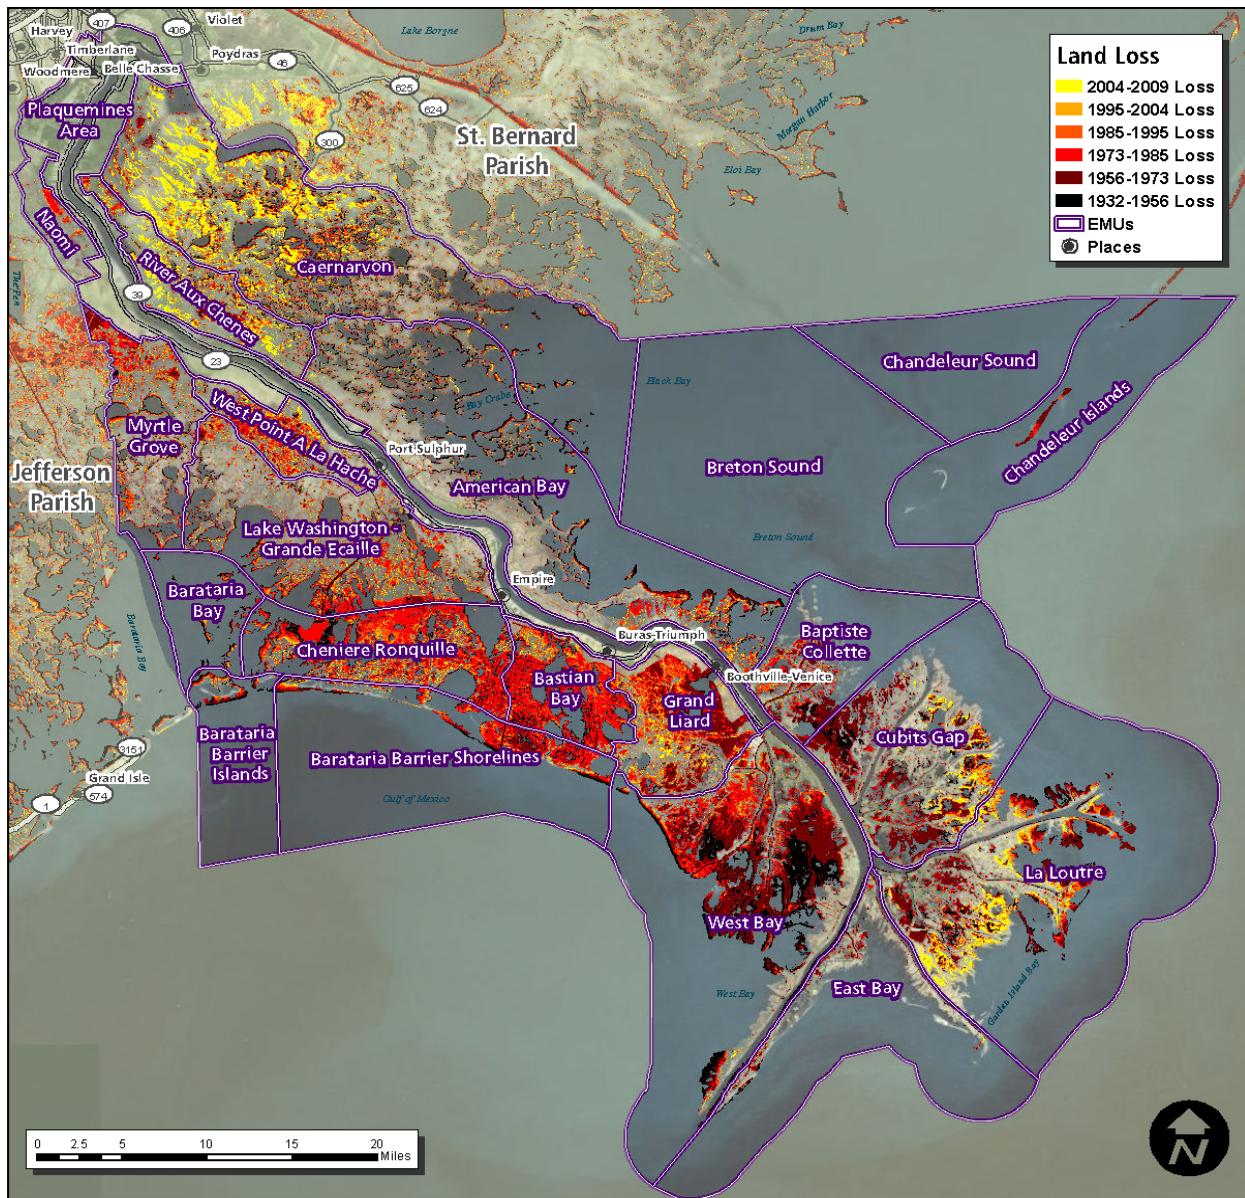 Harvey
407
Violet
406
Timberlane
Poydras
46
Woodmere
Belle Chasse
Plaquemines
Area
Lake Borgne
Drum Bay
625
624
Morgan Harbor
300
St. Bernard
Parish
Eloi Bay
Land Loss
2004-2009 Loss
1995-2004 Loss
1985-1995 Loss
1973-1985 Loss
1956-1973 Loss
1932-1956 Loss
EMUs
Places
Naomi
The Pen
Caernarvon
River Aux Chenes
39
23
Chandeleur Sound
Black Bay
Bay Crabe
Chandeleur Islands
Myrtle
Grove
West Point A La Hache
Port Sulphur
Jefferson
Parish
American Bay
Breton Sound
Breton Sound
Lake Washington -
Grande Ecaille
Empire
Barataria
Bay
Barataria Bay
Buras-Triumph
Baptiste
Collette
Cheniere Ronquille
Bastian
Bay
Boothville-Venice
Grand
Liard
Cubits Gap
Barataria
Barrier
Islands
Barataria Barrier Shorelines
3151
Grand Isle
574
1
Gulf of Mexico
La Loutre
West Bay
West Bay
East Bay
Garden Island Bay
0 2.5 5 10 15 20
Miles
N